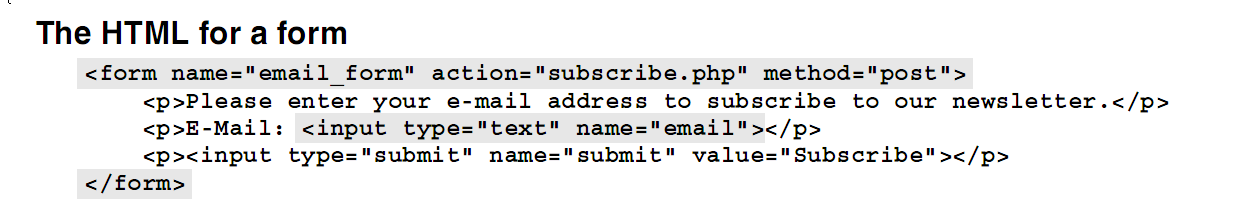 The HTML for a form
<form name="email_form" action="subscribe.php" method="post">
<p>Please enter your e-mail address to subscribe to our newsletter.</p>
<p>E-Mail: <input type="text" name="email"></p>
<p><input type="submit" name="submit" value="Subscribe"></p>
</form>